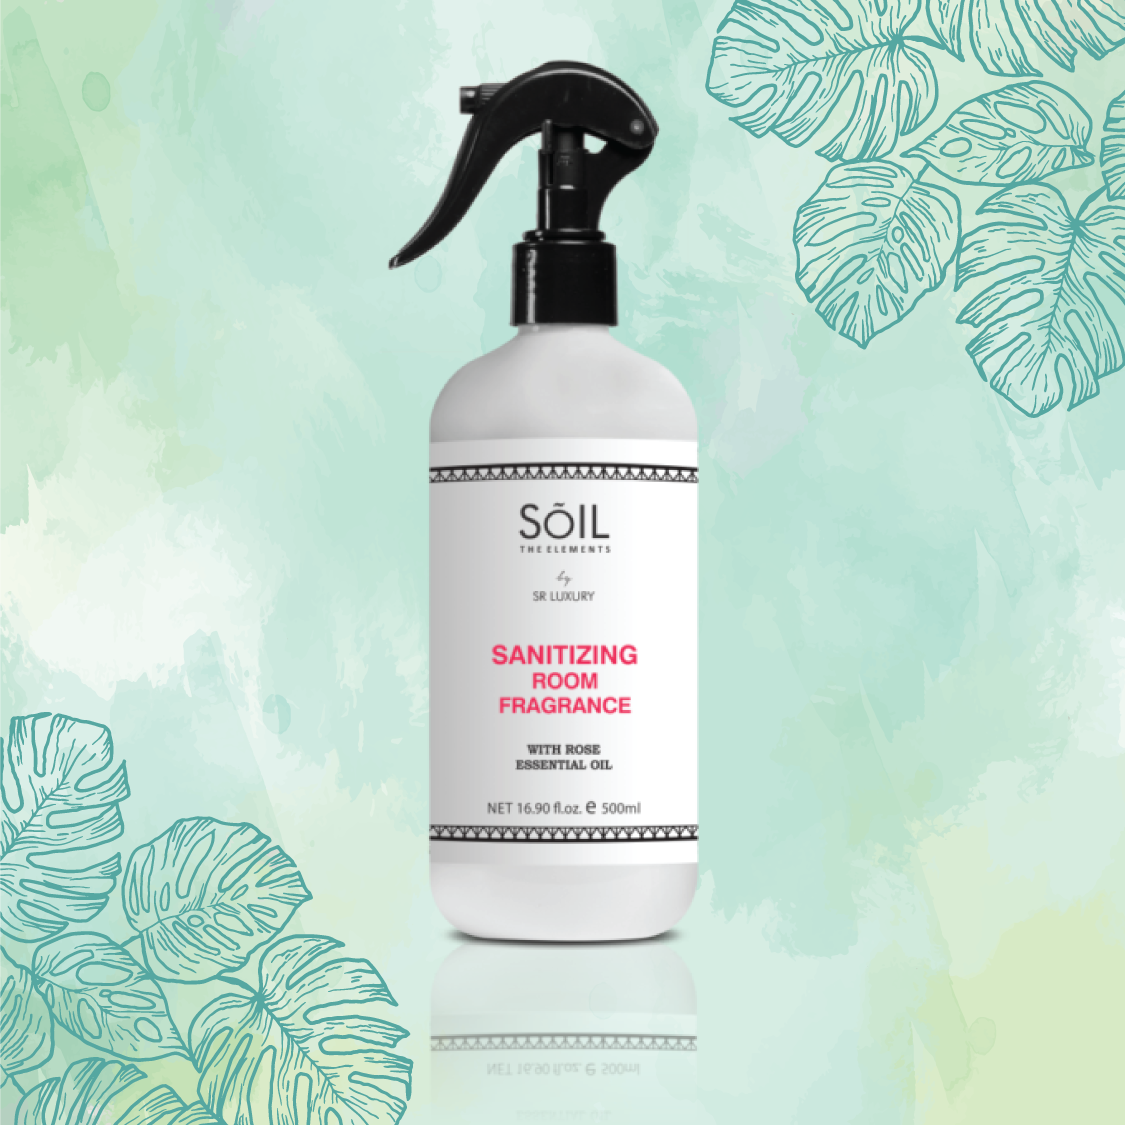 SÕIL
THE ELEMENTS
by
SR LUXURY
SANITIZING
ROOM
FRAGRANCE
WITH ROSE
ESSENTIAL OIL
NET 16.90 fl.oz. e 500ml